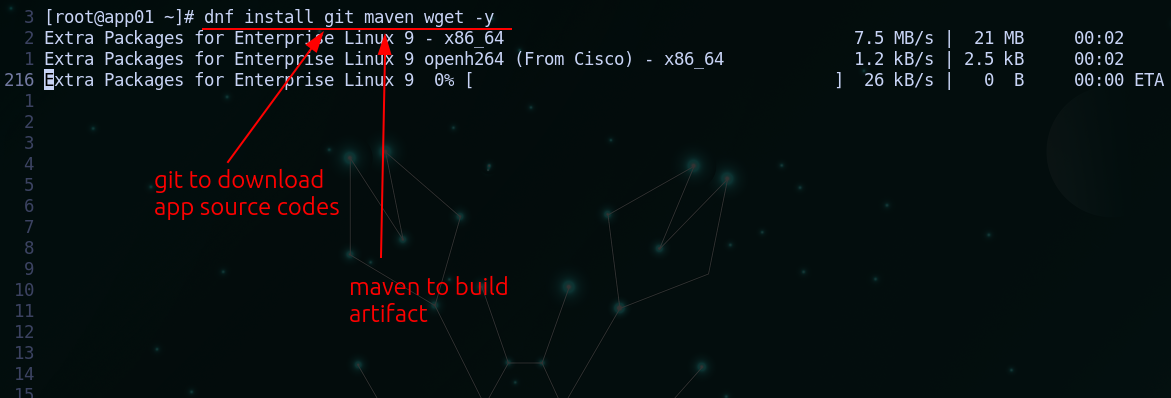 3 [root@app01 ~]# dnf install git maven wget -y
2 Extra Packages for Enterprise Linux 9 - x86_64 7.5 MB/s | 21 MB 00:02
1 Extra Packages for Enterprise Linux 9 openh264 (From Cisco) - x86_64 1.2 kB/s | 2.5 kB 00:02
216 Extra Packages for Enterprise Linux 9 0% [ ] 26 kB/s | 0 B 00:00 ETA
1
2
3
4
git to download
5
app source codes
6
7
8
9
maven to build
10
artifact
11
12
13
14
15